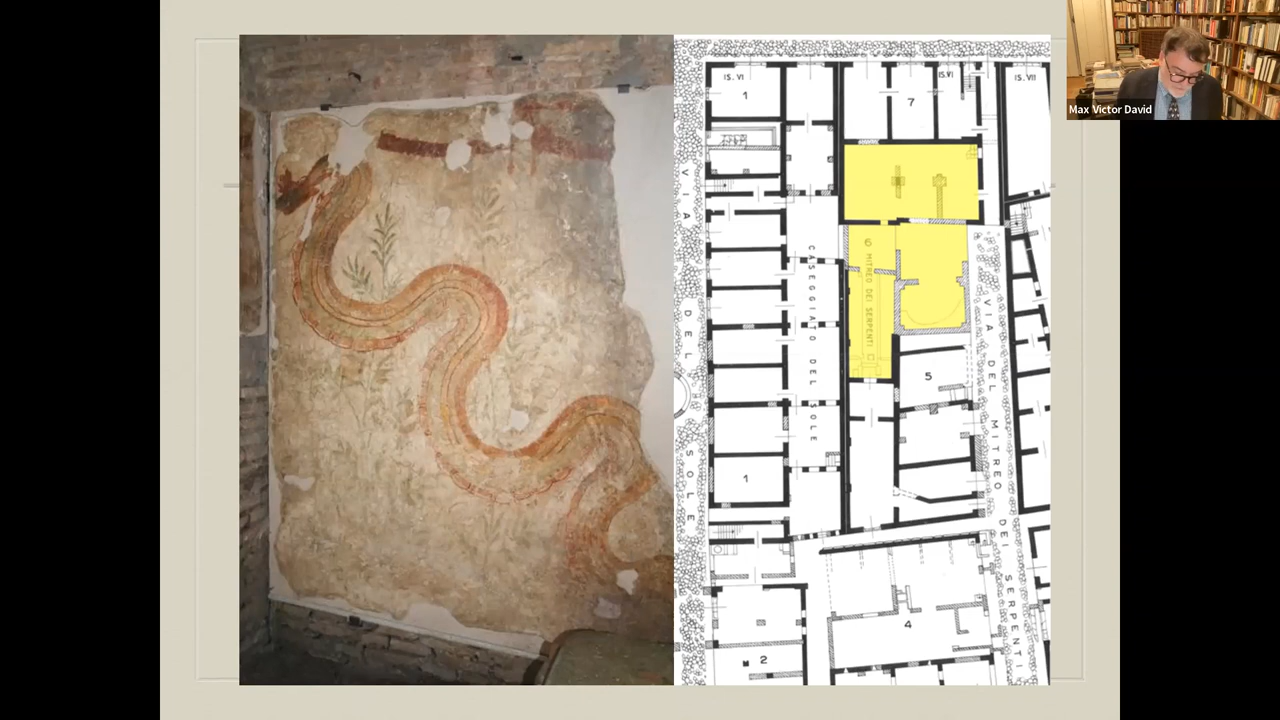 Max Victor David
IS. VI
1
7
IS.VI
IS. VII
6 MITREO DEI SERPENTI
CASEGGIATO DEL SOLE
VIA DEL SOLE
VIA DEL MITREO DEI SERPENTI
5
1
4
2